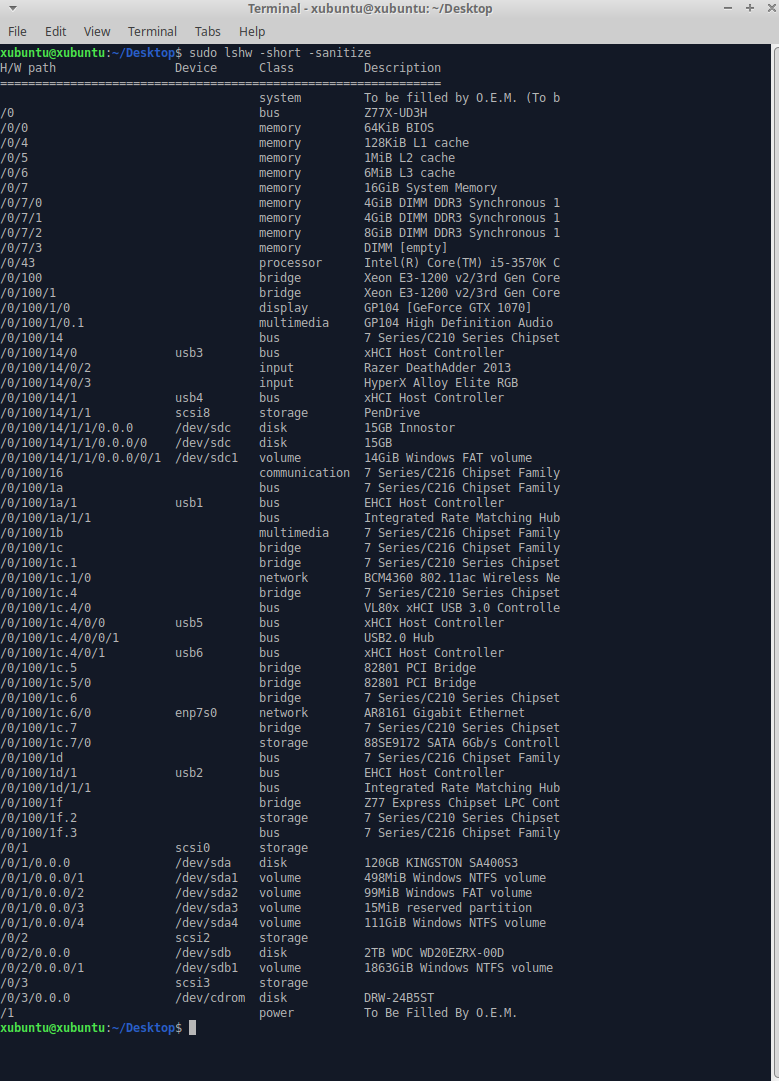 Terminal - xubuntu@xubuntu: ~/Desktop
File Edit View Terminal Tabs Help
xubuntu@xubuntu:~/Desktop$ sudo lshw -short -sanitize
H/W path Device Class Description
===============================================================
system To be filled by O.E.M. (To b
/0 bus Z77X-UD3H
/0/0 memory 64KiB BIOS
/0/4 memory 128KiB L1 cache
/0/5 memory 1MiB L2 cache
/0/6 memory 6MiB L3 cache
/0/7 memory 16GiB System Memory
/0/7/0 memory 4GiB DIMM DDR3 Synchronous 1
/0/7/1 memory 4GiB DIMM DDR3 Synchronous 1
/0/7/2 memory 8GiB DIMM DDR3 Synchronous 1
/0/7/3 memory DIMM [empty]
/0/43 processor Intel(R) Core(TM) i5-3570K C
/0/100 bridge Xeon E3-1200 v2/3rd Gen Core
/0/100/1 bridge Xeon E3-1200 v2/3rd Gen Core
/0/100/1/0 display GP104 [GeForce GTX 1070]
/0/100/1/0.1 multimedia GP104 High Definition Audio
/0/100/14 bus 7 Series/C210 Series Chipset
/0/100/14/0 usb3 bus xHCI Host Controller
/0/100/14/0/2 input Razer DeathAdder 2013
/0/100/14/0/3 input HyperX Alloy Elite RGB
/0/100/14/1 usb4 bus xHCI Host Controller
/0/100/14/1/1 scsi8 storage PenDrive
/0/100/14/1/1/0.0.0 /dev/sdc disk 15GB Innostor
/0/100/14/1/1/0.0.0/0 /dev/sdc disk 15GB
/0/100/14/1/1/0.0.0/0/1 /dev/sdc1 volume 14GiB Windows FAT volume
/0/100/16 communication 7 Series/C216 Chipset Family
/0/100/1a bus 7 Series/C216 Chipset Family
/0/100/1a/1 usb1 bus EHCI Host Controller
/0/100/1a/1/1 bus Integrated Rate Matching Hub
/0/100/1b multimedia 7 Series/C216 Chipset Family
/0/100/1c bridge 7 Series/C216 Chipset Family
/0/100/1c.1 bridge 7 Series/C210 Series Chipset
/0/100/1c.1/0 network BCM4360 802.11ac Wireless Ne
/0/100/1c.4 bridge 7 Series/C210 Series Chipset
/0/100/1c.4/0 bus VL80x xHCI USB 3.0 Controlle
/0/100/1c.4/0/0 usb5 bus xHCI Host Controller
/0/100/1c.4/0/0/1 bus USB2.0 Hub
/0/100/1c.4/0/1 usb6 bus xHCI Host Controller
/0/100/1c.5 bridge 82801 PCI Bridge
/0/100/1c.5/0 bridge 82801 PCI Bridge
/0/100/1c.6 bridge 7 Series/C210 Series Chipset
/0/100/1c.6/0 enp7s0 network AR8161 Gigabit Ethernet
/0/100/1c.7 bridge 7 Series/C210 Series Chipset
/0/100/1c.7/0 storage 88SE9172 SATA 6Gb/s Controll
/0/100/1d bus 7 Series/C216 Chipset Family
/0/100/1d/1 usb2 bus EHCI Host Controller
/0/100/1d/1/1 bus Integrated Rate Matching Hub
/0/100/1f bridge Z77 Express Chipset LPC Cont
/0/100/1f.2 storage 7 Series/C210 Series Chipset
/0/100/1f.3 bus 7 Series/C216 Chipset Family
/0/1 scsi0 storage
/0/1/0.0.0 /dev/sda disk 120GB KINGSTON SA400S3
/0/1/0.0.0/1 /dev/sda1 volume 498MiB Windows NTFS volume
/0/1/0.0.0/2 /dev/sda2 volume 99MiB Windows FAT volume
/0/1/0.0.0/3 /dev/sda3 volume 15MiB reserved partition
/0/1/0.0.0/4 /dev/sda4 volume 111GiB Windows NTFS volume
/0/2 scsi2 storage
/0/2/0.0.0 /dev/sdb disk 2TB WDC WD20EZRX-00D
/0/2/0.0.0/1 /dev/sdb1 volume 1863GiB Windows NTFS volume
/0/3 scsi3 storage
/0/3/0.0.0 /dev/cdrom disk DRW-24B5ST
/1 power To Be Filled By O.E.M.
xubuntu@xubuntu:~/Desktop$